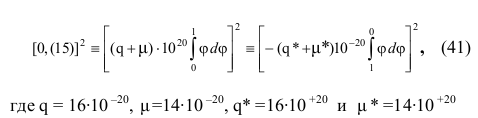 [0,(15)]² ≡ [(q+μ)·10²⁰ ∫₀¹ φdφ]² ≡ [−(q*+μ*)10⁻²⁰ ∫₁⁰ φdφ]², (41)
где q = 16·10⁻²⁰, μ=14·10⁻²⁰, q* =16·10⁺²⁰ и μ* =14·10⁺²⁰